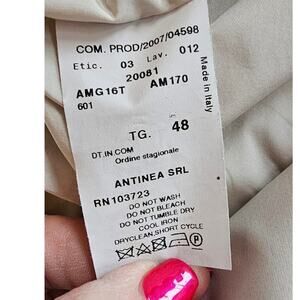 COM. PROD/2007/04598
Etic. 03 Lav. 012
20081
AMG16T AM170
601
Made in Italy
TG. 48
DT.IN.COM
Ordine stagionale
ANTINEA SRL
RN103723
DO NOT WASH
DO NOT BLEACH
DO NOT TUMBLE DRY
COOL IRON
DRYCLEAN,SHORT CYCLE
P